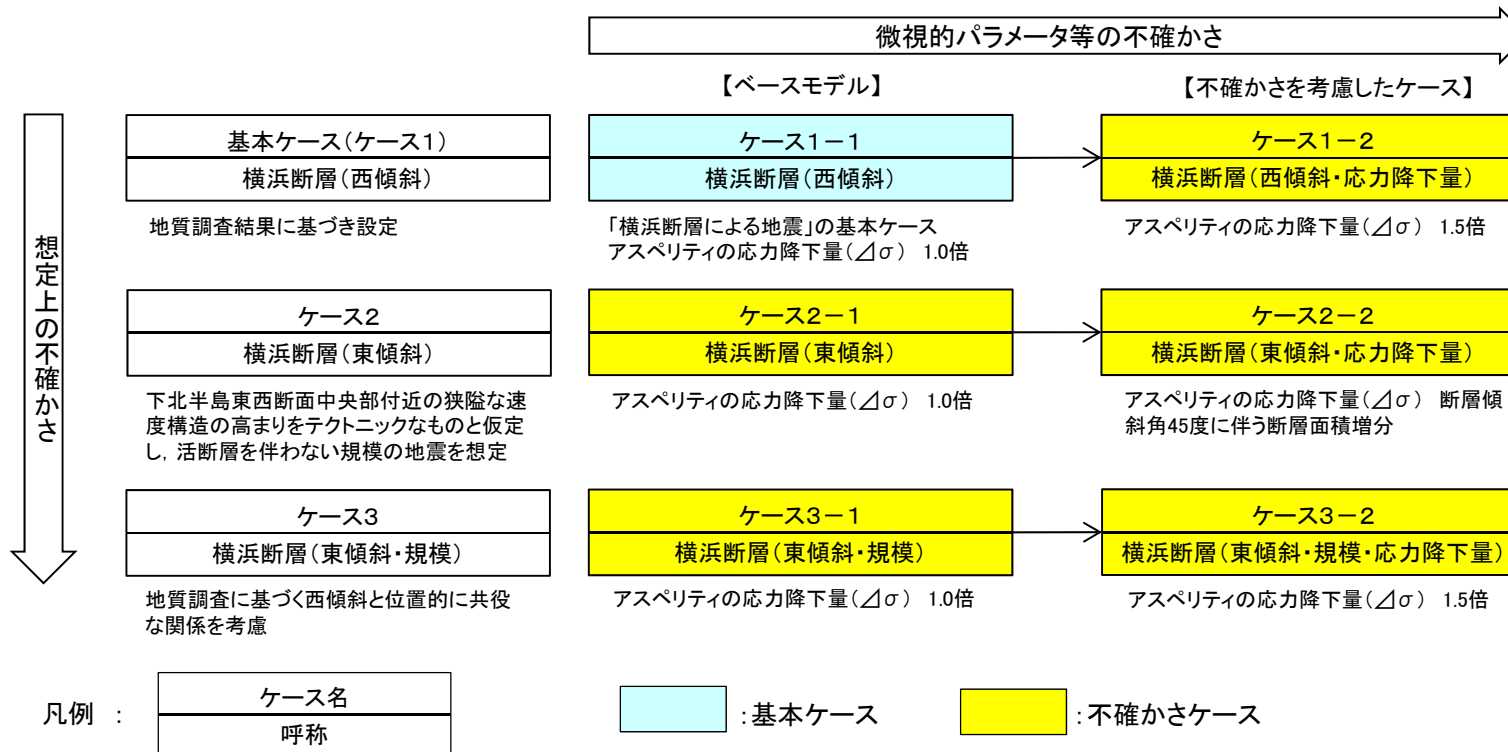 微視的パラメータ等の不確かさ
【ベースモデル】
【不確かさを考慮したケース】
想定上の不確かさ
基本ケース(ケース1)
横浜断層(西傾斜)
地質調査結果に基づき設定
ケース1-1
横浜断層(西傾斜)
「横浜断層による地震」の基本ケース
アスペリティの応力降下量(⊿σ) 1.0倍
ケース1-2
横浜断層(西傾斜・応力降下量)
アスペリティの応力降下量(⊿σ) 1.5倍
ケース2
横浜断層(東傾斜)
下北半島東西断面中央部付近の狭隘な速
度構造の高まりをテクトニックなものと仮定
し,活断層を伴わない規模の地震を想定
ケース2-1
横浜断層(東傾斜)
アスペリティの応力降下量(⊿σ) 1.0倍
ケース2-2
横浜断層(東傾斜・応力降下量)
アスペリティの応力降下量(⊿σ) 断層傾
斜角45度に伴う断層面積増分
ケース3
横浜断層(東傾斜・規模)
地質調査に基づく西傾斜と位置的に共役
な関係を考慮
ケース3-1
横浜断層(東傾斜・規模)
アスペリティの応力降下量(⊿σ) 1.0倍
ケース3-2
横浜断層(東傾斜・規模・応力降下量)
アスペリティの応力降下量(⊿σ) 1.5倍
凡例 :
ケース名
呼称
:基本ケース
:不確かさケース